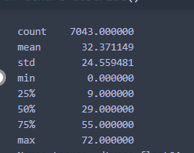 count 7043.000000
mean 32.371149
std 24.559481
min 0.000000
25% 9.000000
50% 29.000000
75% 55.000000
max 72.000000